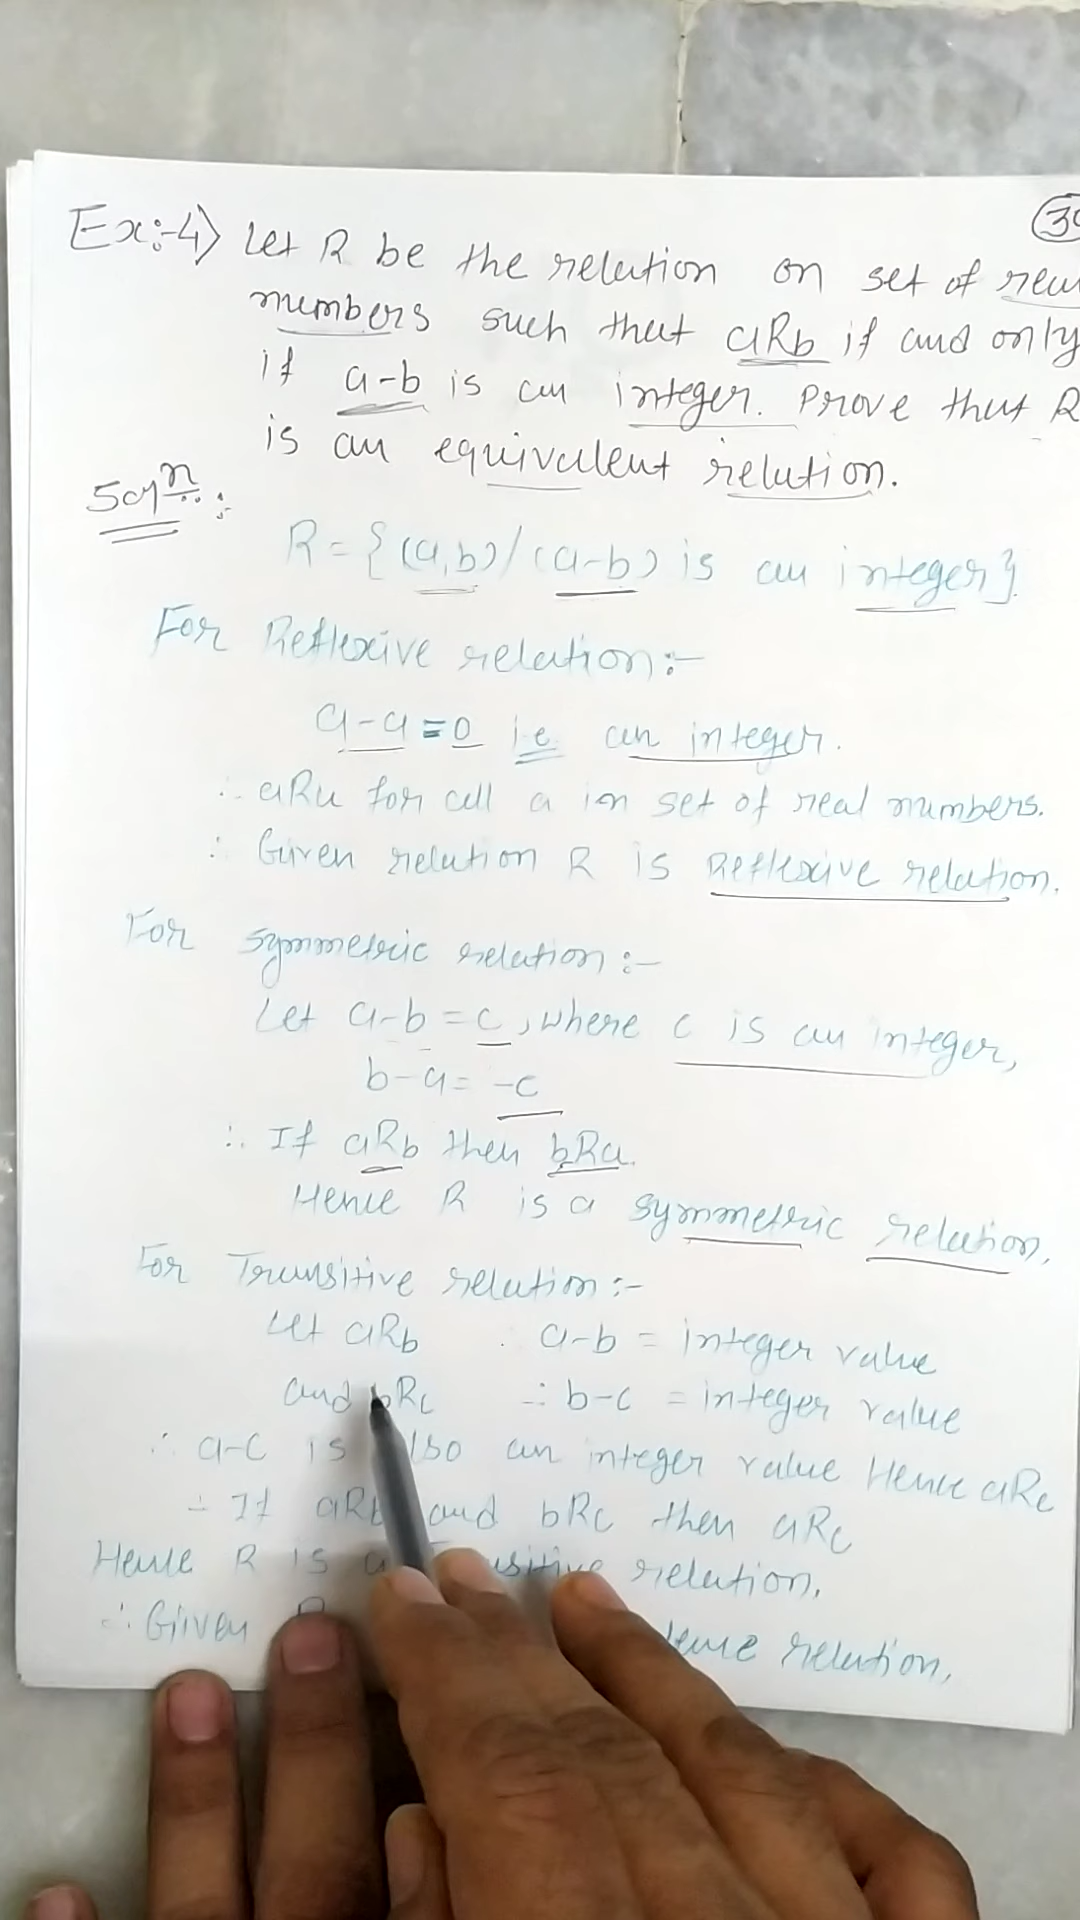 Ex:-4) Let R be the relation on set of real
numbers such that aRb if and only
if a-b is an integer. Prove that R
is an equivalent relation.
Solⁿ:
R = {(a,b)/(a-b) is an integer}.
For Reflexive relation:-
a-a=0 i.e. an integer.
∴ aRa for all a in set of real numbers.
∴ Given relation R is Reflexive relation.
For symmetric relation:-
Let a-b = c, where c is an integer,
b-a= -c
∴ If aRb then bRa.
Hence R is a symmetric relation.
For Transitive relation:-
Let aRb ∴ a-b = integer value
and bRc ∴ b-c = integer value
∴ a-c is also an integer value Hence aRc
∴ If aRb and bRc then aRc
Hence R is a relation.
∴ Given relation.